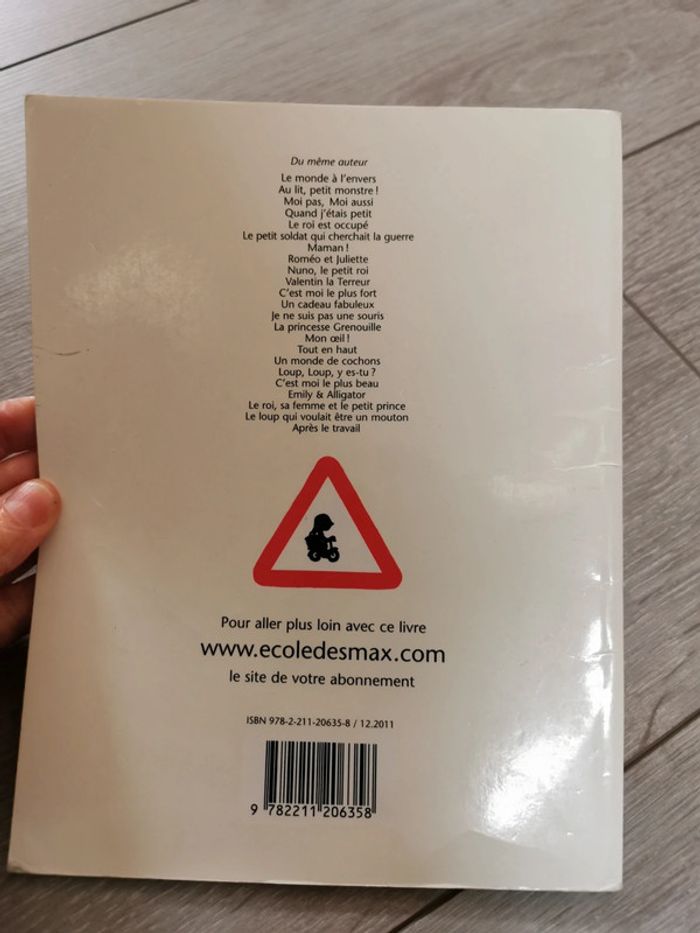 Du même auteur
Le monde à l'envers
Au lit, petit monstre !
Moi pas, Moi aussi
Quand j'étais petit
Le roi est occupé
Le petit soldat qui cherchait la guerre
Maman !
Roméo et Juliette
Nuno, le petit roi
Valentin la Terreur
C'est moi le plus fort
Un cadeau fabuleux
Je ne suis pas une souris
La princesse Grenouille
Mon œil !
Tout en haut
Un monde de cochons
Loup, Loup, y es-tu ?
C'est moi le plus beau
Emily & Alligator
Le roi, sa femme et le petit prince
Le loup qui voulait être un mouton
Après le travail
Pour aller plus loin avec ce livre
www.ecoledesmax.com
le site de votre abonnement
ISBN 978-2-211-20635-8 / 12.2011
9 782211 206358